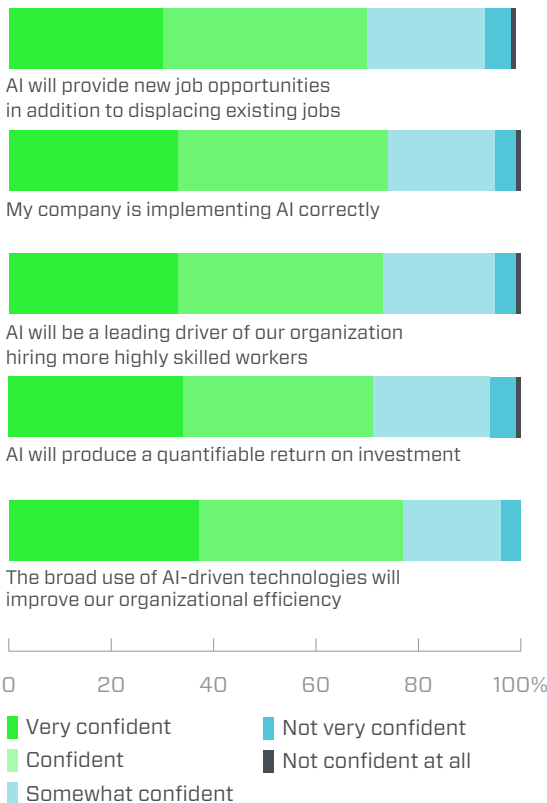 AI will provide new job opportunities
in addition to displacing existing jobs
My company is implementing AI correctly
AI will be a leading driver of our organization
hiring more highly skilled workers
AI will produce a quantifiable return on investment
The broad use of AI-driven technologies will
improve our organizational efficiency
0 20 40 60 80 100%
Very confident
Confident
Somewhat confident
Not very confident
Not confident at all